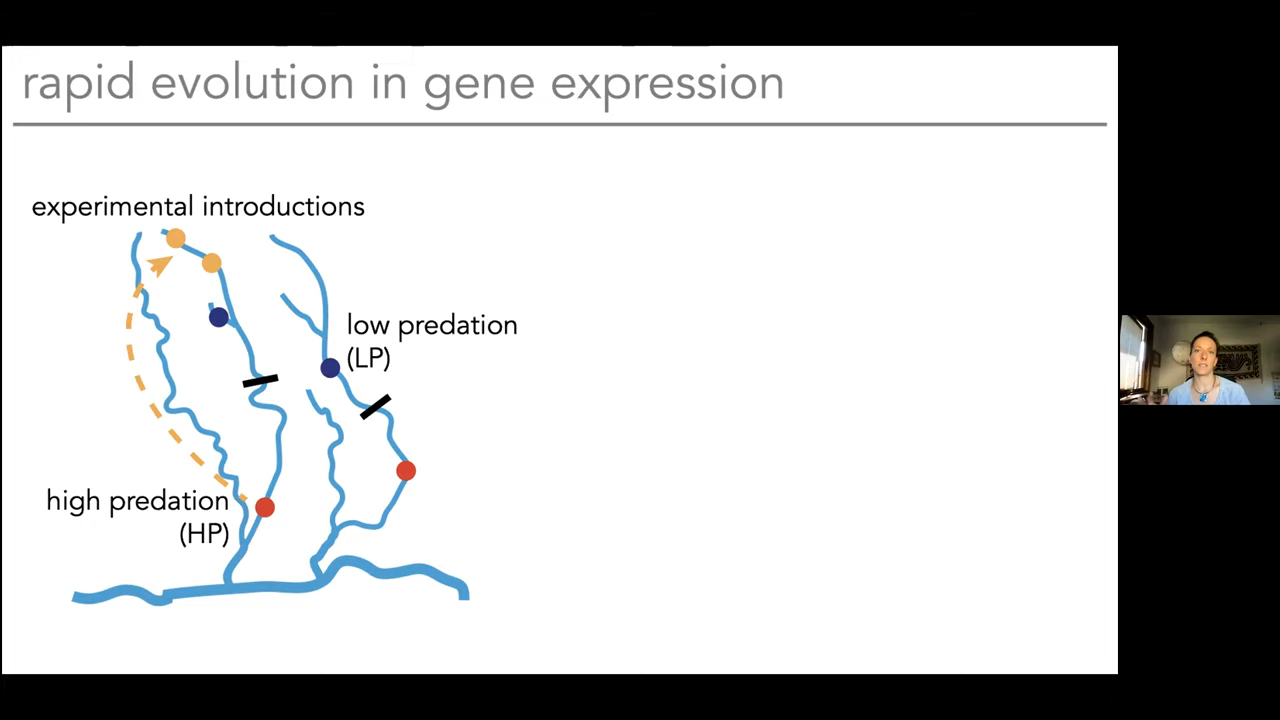 rapid evolution in gene expression
experimental introductions
low predation
(LP)
high predation
(HP)